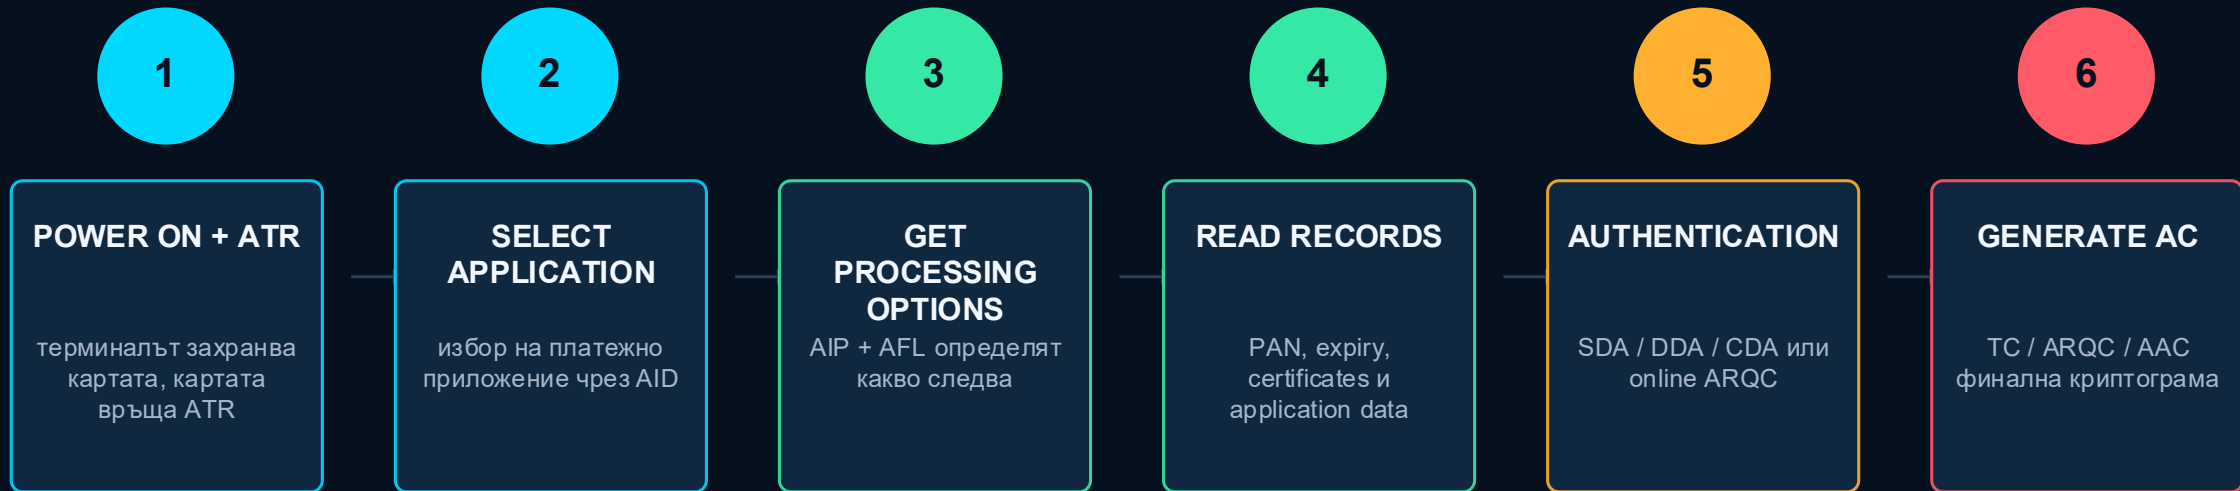 1
POWER ON + ATR
терминалът захранва
картата, картата
връща ATR
2
SELECT
APPLICATION
избор на платежно
приложение чрез AID
3
GET
PROCESSING
OPTIONS
AIP + AFL определят
какво следва
4
READ RECORDS
PAN, expiry,
certificates и
application data
5
AUTHENTICATION
SDA / DDA / CDA или
online ARQC
6
GENERATE AC
TC / ARQC / AAC
финална криптограма